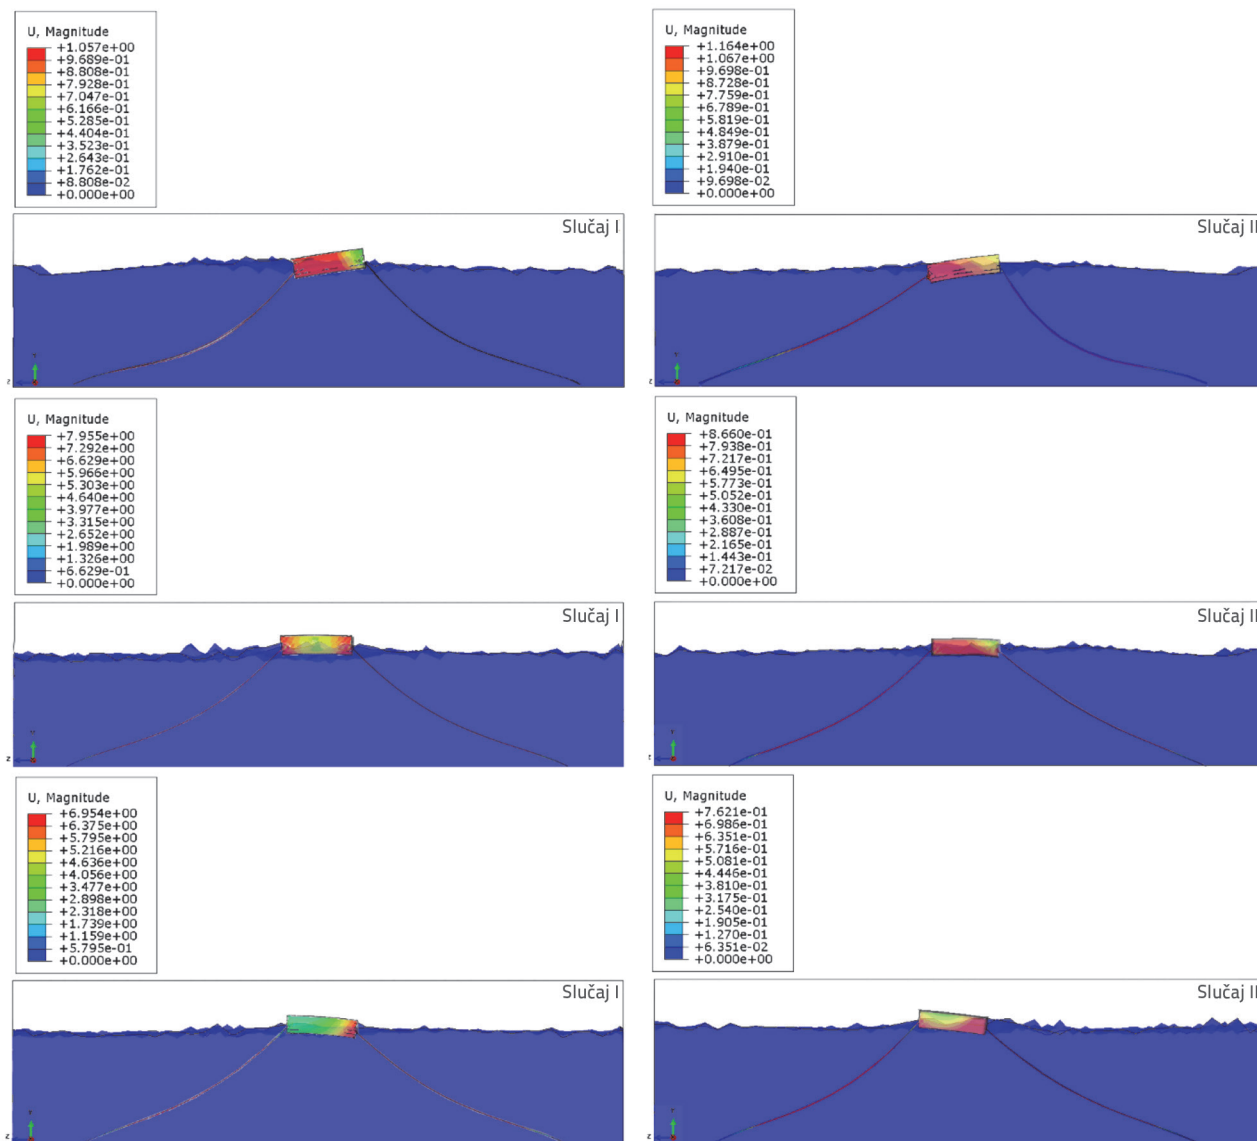 U, Magnitude
+1.057e+00
+9.689e-01
+8.808e-01
+7.928e-01
+7.047e-01
+6.166e-01
+5.285e-01
+4.404e-01
+3.523e-01
+2.643e-01
+1.762e-01
+8.808e-02
+0.000e+00
Slučaj I
U, Magnitude
+1.164e+00
+1.067e+00
+9.698e-01
+8.728e-01
+7.759e-01
+6.789e-01
+5.819e-01
+4.849e-01
+3.879e-01
+2.910e-01
+1.940e-01
+9.698e-02
+0.000e+00
Slučaj II
U, Magnitude
+7.955e+00
+7.292e+00
+6.629e+00
+5.966e+00
+5.303e+00
+4.640e+00
+3.977e+00
+3.315e+00
+2.652e+00
+1.989e+00
+1.326e+00
+6.629e-01
+0.000e+00
Slučaj I
z
U, Magnitude
+8.660e-01
+7.938e-01
+7.217e-01
+6.495e-01
+5.773e-01
+5.052e-01
+4.330e-01
+3.608e-01
+2.887e-01
+2.165e-01
+1.443e-01
+7.217e-02
+0.000e+00
Slučaj II
U, Magnitude
+6.954e+00
+6.375e+00
+5.795e+00
+5.216e+00
+4.636e+00
+4.056e+00
+3.477e+00
+2.898e+00
+2.318e+00
+1.739e+00
+1.159e+00
+5.795e-01
+0.000e+00
Slučaj I
z
U, Magnitude
+7.621e-01
+6.986e-01
+6.351e-01
+5.716e-01
+5.081e-01
+4.446e-01
+3.810e-01
+3.175e-01
+2.540e-01
+1.905e-01
+1.270e-01
+6.351e-02
+0.000e+00
Slučaj II
z